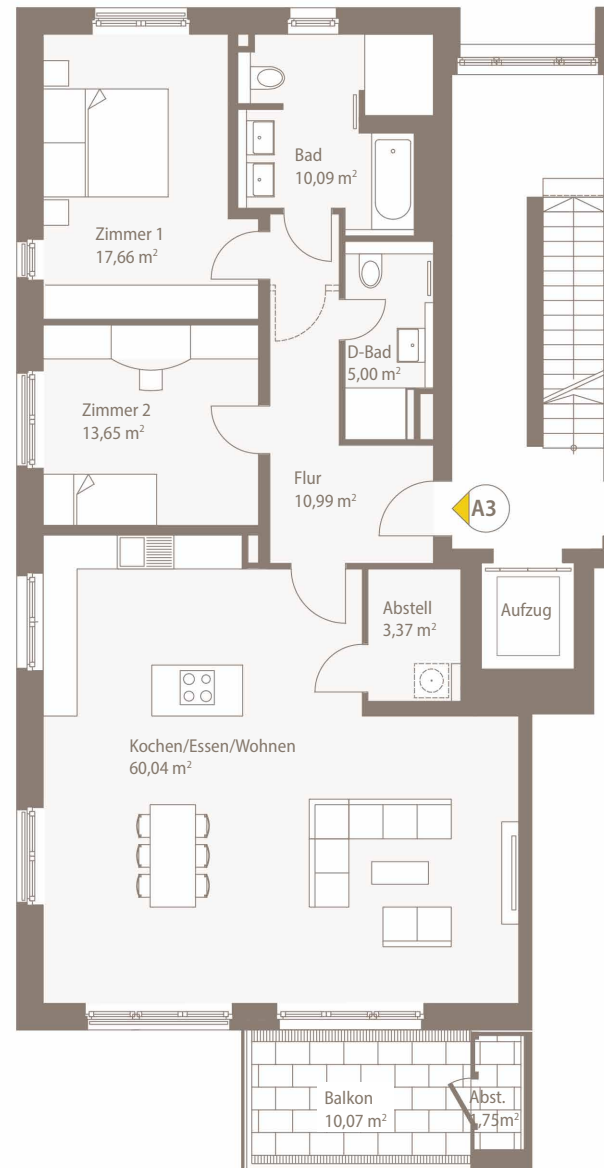 Bad
10,09 m²
Zimmer 1
17,66 m²
D-Bad
5,00 m²
Zimmer 2
13,65 m²
Flur
10,99 m²
A3
Abstell
3,37 m²
Aufzug
Kochen/Essen/Wohnen
60,04 m²
Balkon
10,07 m²
Abst.
1,75m²